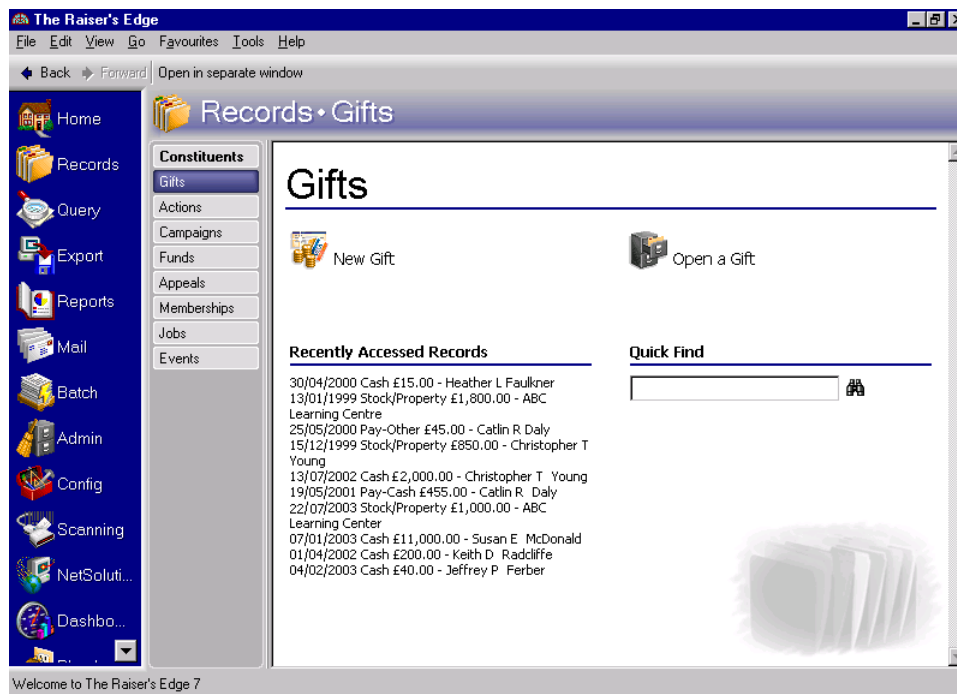 The Raiser's Edge
File Edit View Go Favourites Tools Help
Back Forward Open in separate window
Records • Gifts
Home
Records
Query
Export
Reports
Mail
Batch
Admin
Config
Scanning
NetSoluti...
Dashbo...
Constituents
Gifts
Actions
Campaigns
Funds
Appeals
Memberships
Jobs
Events
Gifts
New Gift
Open a Gift
Recently Accessed Records
30/04/2000 Cash £15.00 - Heather L Faulkner
13/01/1999 Stock/Property £1,800.00 - ABC
Learning Centre
25/05/2000 Pay-Other £45.00 - Catlin R Daly
15/12/1999 Stock/Property £850.00 - Christopher T
Young
13/07/2002 Cash £2,000.00 - Christopher T Young
19/05/2001 Pay-Cash £455.00 - Catlin R Daly
22/07/2003 Stock/Property £1,000.00 - ABC
Learning Center
07/01/2003 Cash £11,000.00 - Susan E McDonald
01/04/2002 Cash £200.00 - Keith D Radcliffe
04/02/2003 Cash £40.00 - Jeffrey P Ferber
Quick Find
Welcome to The Raiser's Edge 7